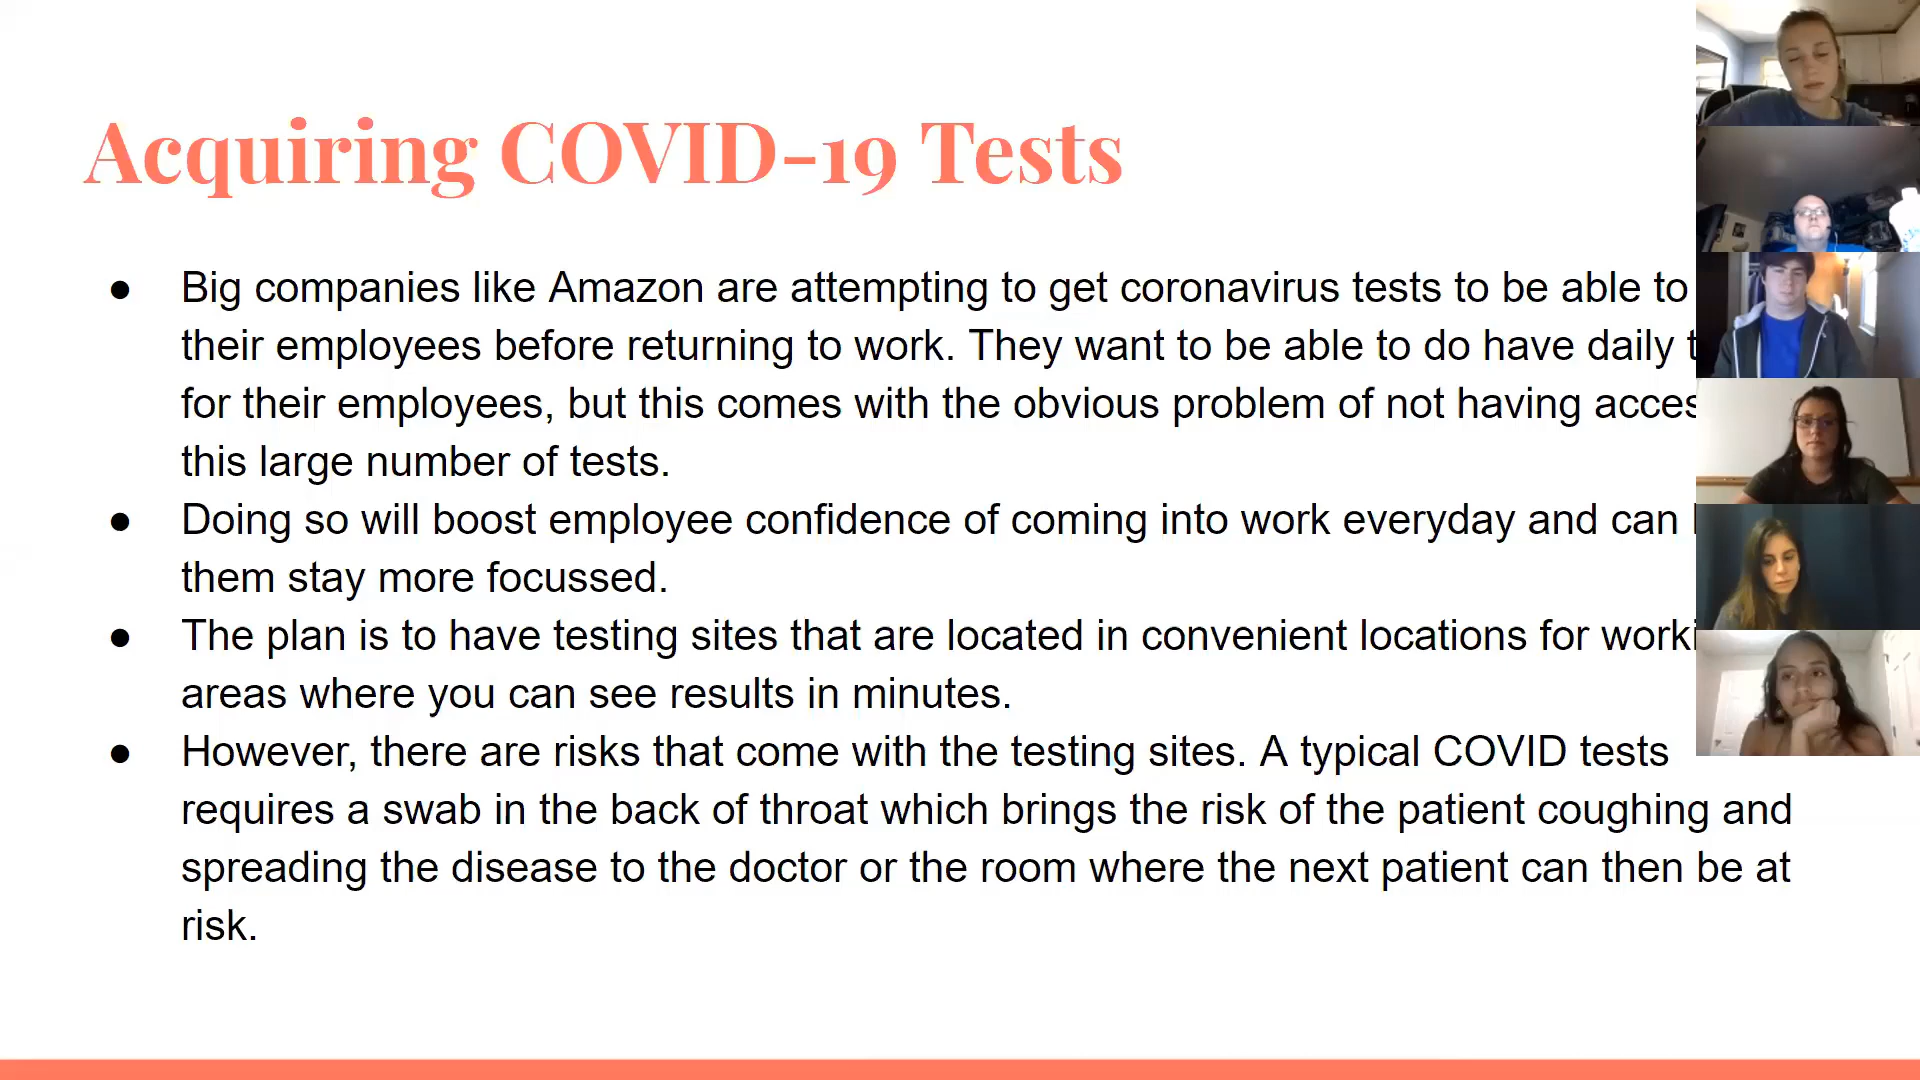 Acquiring COVID-19 Tests
● Big companies like Amazon are attempting to get coronavirus tests to be able to
their employees before returning to work. They want to be able to do have daily
for their employees, but this comes with the obvious problem of not having
this large number of tests.
● Doing so will boost employee confidence of coming into work everyday and can
them stay more focussed.
● The plan is to have testing sites that are located in convenient locations for
areas where you can see results in minutes.
● However, there are risks that come with the testing sites. A typical COVID tests
requires a swab in the back of throat which brings the risk of the patient coughing and
spreading the disease to the doctor or the room where the next patient can then be at
risk.